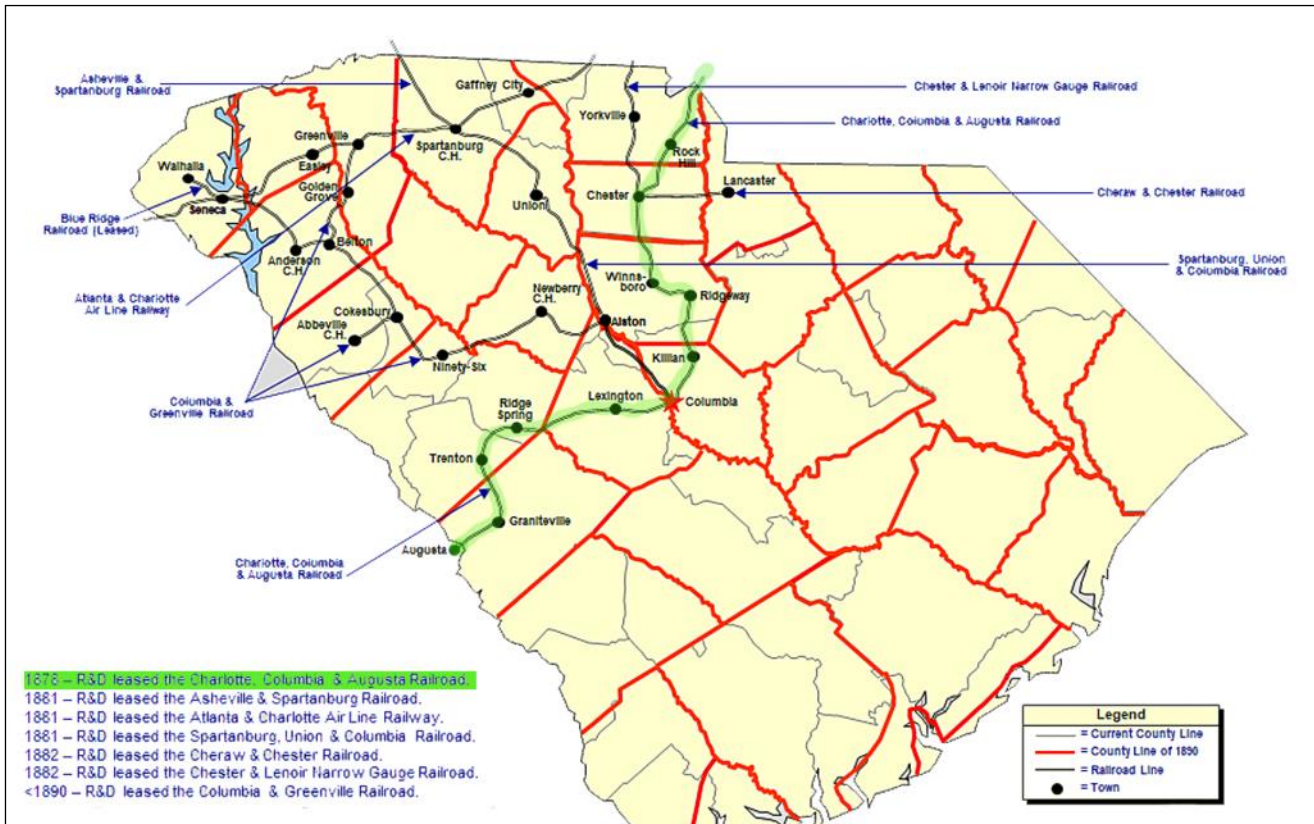 Asheville &
Spartanburg Railroad
Gaffney City
Chester & Lenoir Narrow Gauge Railroad
Yorkville
Charlotte, Columbia & Augusta Railroad
Greenville
Spartanburg
C.H.
Rock
Hill
Walhalla
Easley
Golden
Grove
Lancaster
Chester
Cheraw & Chester Railroad
Seneca
Union
Blue Ridge
Railroad (Leased)
Belton
Anderson
C.H.
Spartanburg, Union
& Columbia Railroad
Winns-
boro
Ridgeway
Atlanta & Charlotte
Air Line Railway
Newberry
C.H.
Cokesbury
Abbeville
C.H.
Alston
Killian
Ninety-Six
Columbia &
Greenville Railroad
Lexington
Columbia
Ridge
Spring
Trenton
Graniteville
Augusta
Charlotte, Columbia
& Augusta Railroad
1878 – R&D leased the Charlotte, Columbia & Augusta Railroad.
1881 – R&D leased the Asheville & Spartanburg Railroad.
1881 – R&D leased the Atlanta & Charlotte Air Line Railway.
1881 – R&D leased the Spartanburg, Union & Columbia Railroad.
1882 – R&D leased the Cheraw & Chester Railroad.
1882 – R&D leased the Chester & Lenoir Narrow Gauge Railroad.
<1890 – R&D leased the Columbia & Greenville Railroad.
Legend
= Current County Line
= County Line of 1890
= Railroad Line
= Town